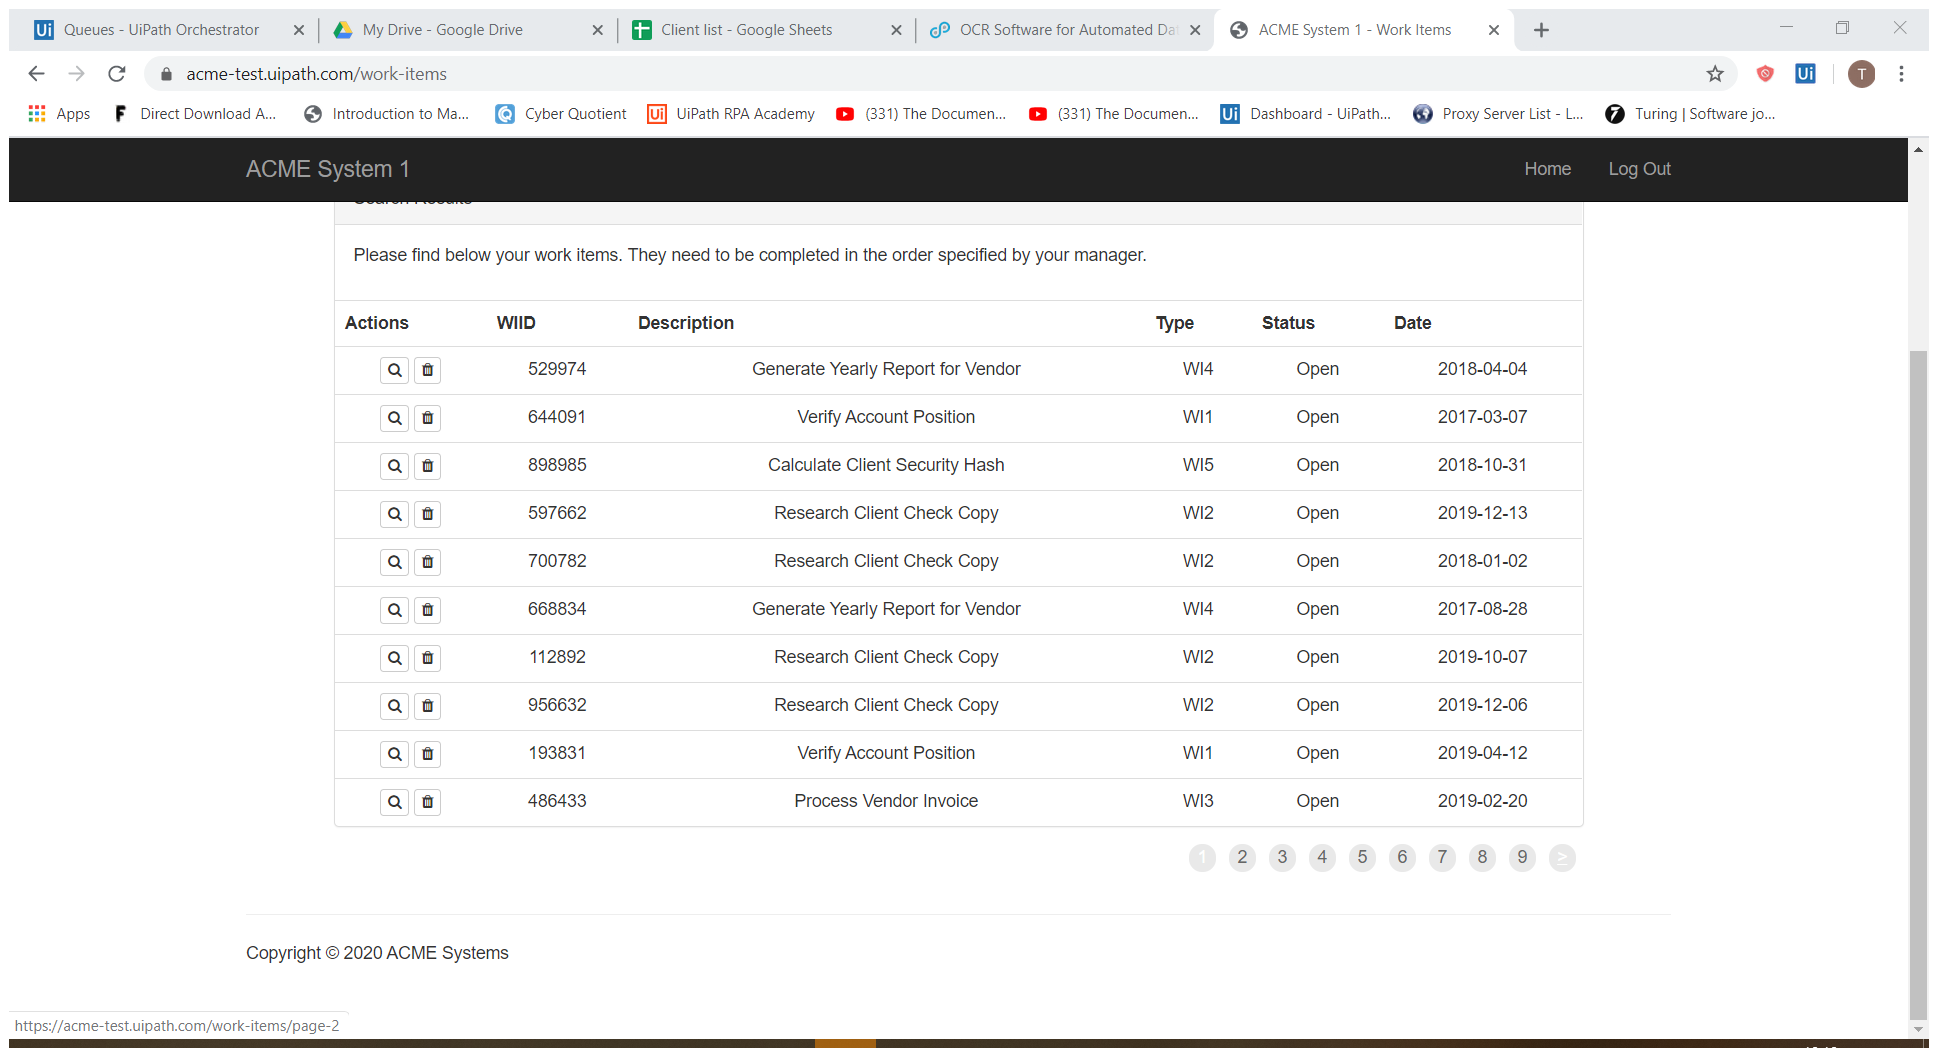 Queues - UiPath Orchestrator My Drive - Google Drive Client list - Google Sheets OCR Software for Automated Dat ACME System 1 - Work Items
acme-test.uipath.com/work-items
Apps Direct Download A... Introduction to Ma... Cyber Quotient UiPath RPA Academy (331) The Documen... (331) The Documen... Dashboard - UiPath... Proxy Server List - L... Turing | Software jo...
ACME System 1 Home Log Out
Search Results
Please find below your work items. They need to be completed in the order specified by your manager.
Actions WIID Description Type Status Date
529974 Generate Yearly Report for Vendor WI4 Open 2018-04-04
644091 Verify Account Position WI1 Open 2017-03-07
898985 Calculate Client Security Hash WI5 Open 2018-10-31
597662 Research Client Check Copy WI2 Open 2019-12-13
700782 Research Client Check Copy WI2 Open 2018-01-02
668834 Generate Yearly Report for Vendor WI4 Open 2017-08-28
112892 Research Client Check Copy WI2 Open 2019-10-07
956632 Research Client Check Copy WI2 Open 2019-12-06
193831 Verify Account Position WI1 Open 2019-04-12
486433 Process Vendor Invoice WI3 Open 2019-02-20
1 2 3 4 5 6 7 8 9 >
Copyright © 2020 ACME Systems
https://acme-test.uipath.com/work-items/page-2